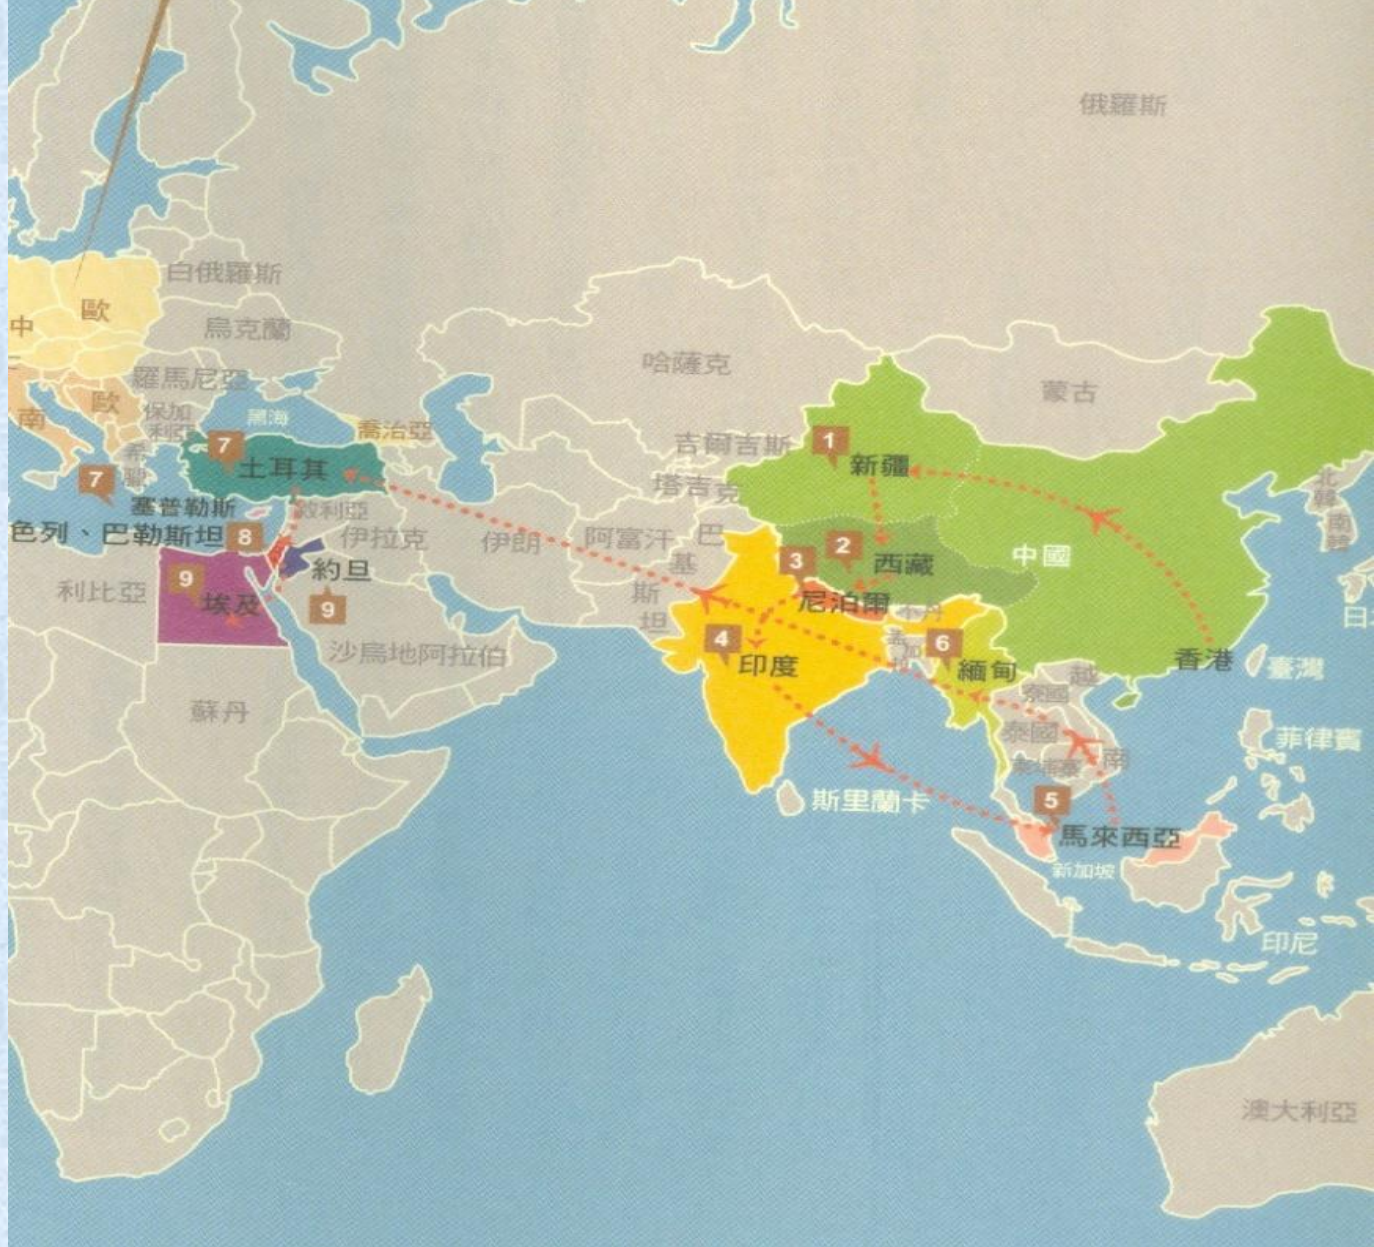 俄羅斯
白俄羅斯
歐
中
烏克蘭
哈薩克
羅馬尼亞
蒙古
歐
南
保加
利亞
黑海
喬治亞
希
臘
7
7
土耳其
吉爾吉斯
1
新疆
塔吉克
北
韓
南
韓
塞普勒斯
敘利亞
色列、巴勒斯坦
8
伊拉克
伊朗
阿富汗
巴
基
斯
坦
3
2
西藏
中國
約旦
利比亞
9
埃及
9
尼泊爾
不丹
孟
加
拉
日
沙烏地阿拉伯
4
印度
6
緬甸
香港
臺灣
越
南
寮國
蘇丹
泰國
柬埔寨
菲律賓
5
斯里蘭卡
馬來西亞
新加坡
印尼
澳大利亞